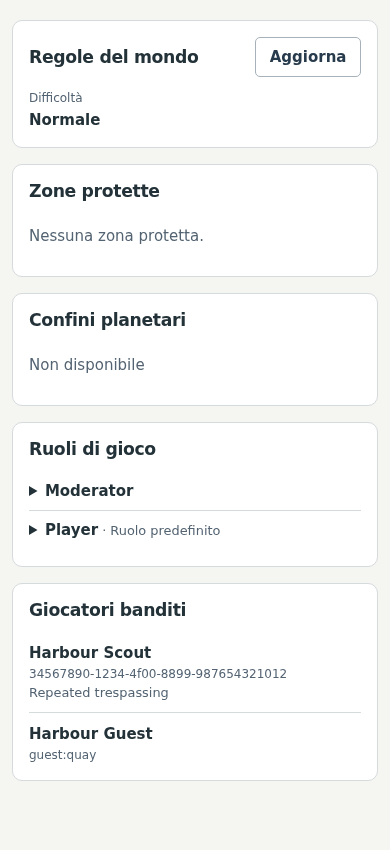 Regole del mondo
Aggiorna
Difficoltà
Normale
Zone protette
Nessuna zona protetta.
Confini planetari
Non disponibile
Ruoli di gioco
Moderator
Player · Ruolo predefinito
Giocatori banditi
Harbour Scout
34567890-1234-4f00-8899-987654321012
Repeated trespassing
Harbour Guest
guest:quay